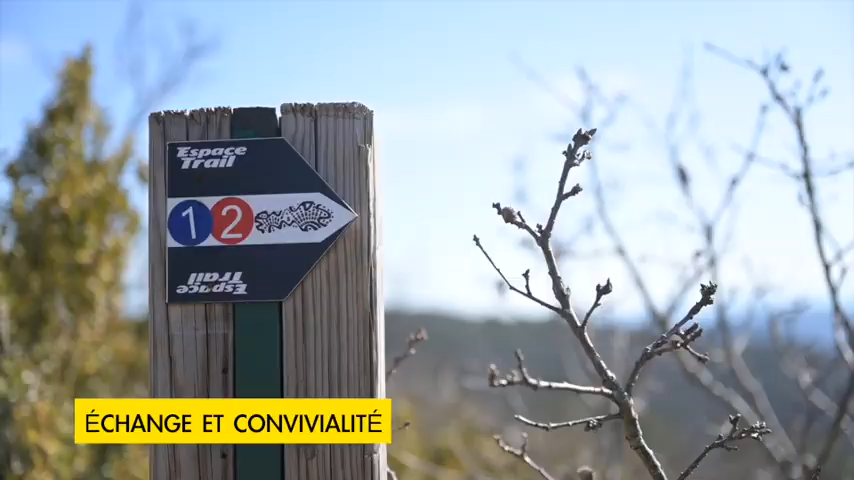 Espace
Trail
1 2
Espace
Trail
ÉCHANGE ET CONVIVIALITÉ